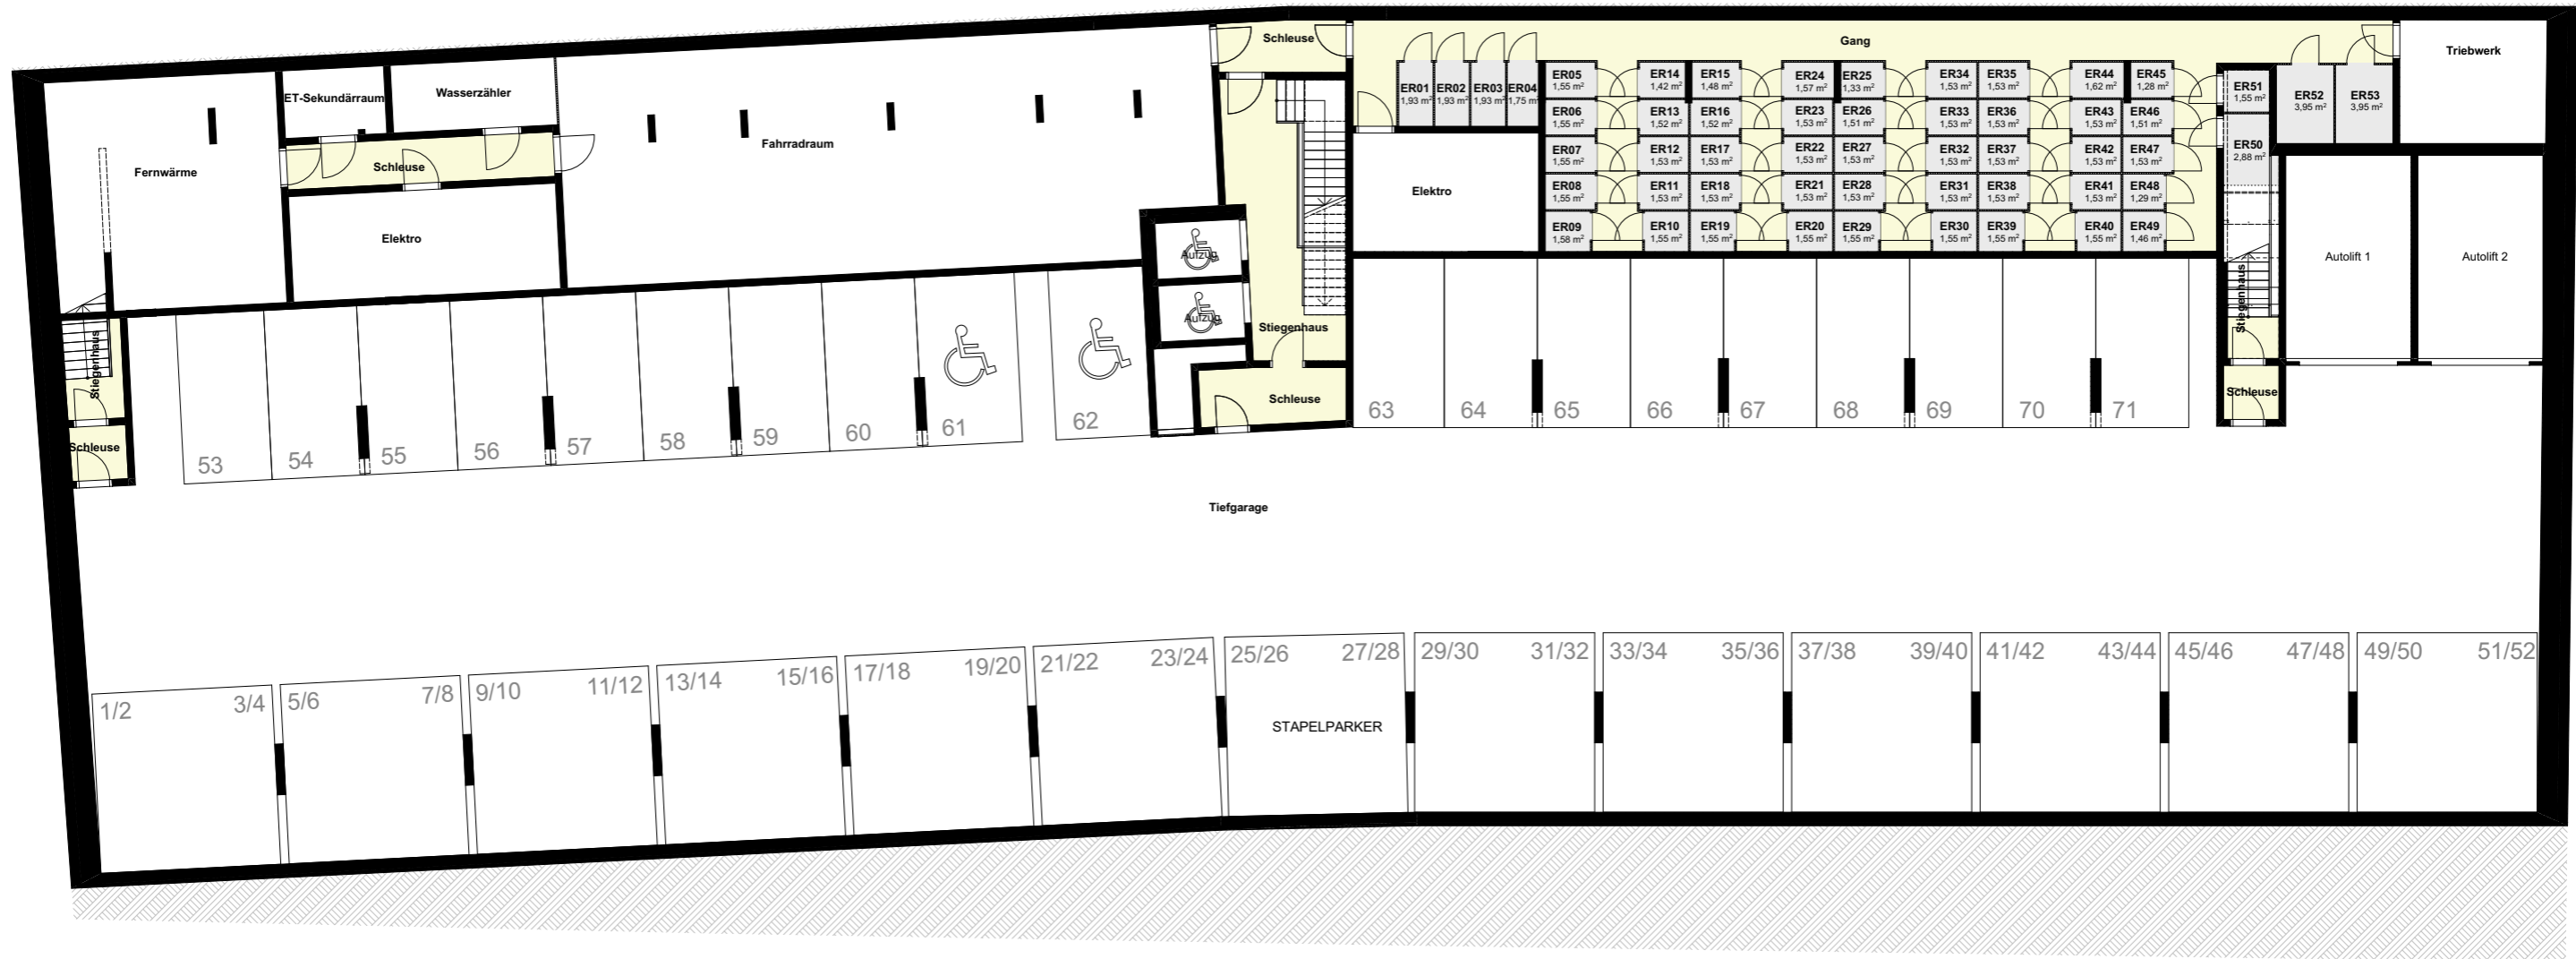 Schleuse
Gang
Triebwerk
ET-Sekundärraum
Wasserzähler
Fahrradraum
Fernwärme
Schleuse
Elektro
Elektro
ER01
1,93 m²
ER02
1,93 m²
ER03
1,93 m²
ER04
1,75 m²
ER05
1,55 m²
ER14
1,42 m²
ER15
1,48 m²
ER24
1,57 m²
ER25
1,33 m²
ER34
1,53 m²
ER35
1,53 m²
ER44
1,62 m²
ER45
1,28 m²
ER51
1,55 m²
ER52
3,95 m²
ER53
3,95 m²
ER06
1,55 m²
ER13
1,52 m²
ER16
1,52 m²
ER23
1,53 m²
ER26
1,51 m²
ER33
1,53 m²
ER36
1,53 m²
ER43
1,53 m²
ER46
1,51 m²
ER07
1,55 m²
ER12
1,53 m²
ER17
1,53 m²
ER22
1,53 m²
ER27
1,53 m²
ER32
1,53 m²
ER37
1,53 m²
ER42
1,53 m²
ER47
1,53 m²
ER50
2,88 m²
ER08
1,55 m²
ER11
1,53 m²
ER18
1,53 m²
ER21
1,53 m²
ER28
1,53 m²
ER31
1,53 m²
ER38
1,53 m²
ER41
1,53 m²
ER48
1,29 m²
ER09
1,58 m²
ER10
1,55 m²
ER19
1,55 m²
ER20
1,55 m²
ER29
1,55 m²
ER30
1,55 m²
ER39
1,55 m²
ER40
1,55 m²
ER49
1,46 m²
Aufzug
Aufzug
Autolift 1
Autolift 2
Stiegenhaus
Stiegenhaus
Stiegenhaus
Schleuse
Schleuse
Schleuse
53
54
55
56
57
58
59
60
61
62
63
64
65
66
67
68
69
70
71
Tiefgarage
1/2
3/4
5/6
7/8
9/10
11/12
13/14
15/16
17/18
19/20
21/22
23/24
25/26
27/28
29/30
31/32
33/34
35/36
37/38
39/40
41/42
43/44
45/46
47/48
49/50
51/52
STAPELPARKER